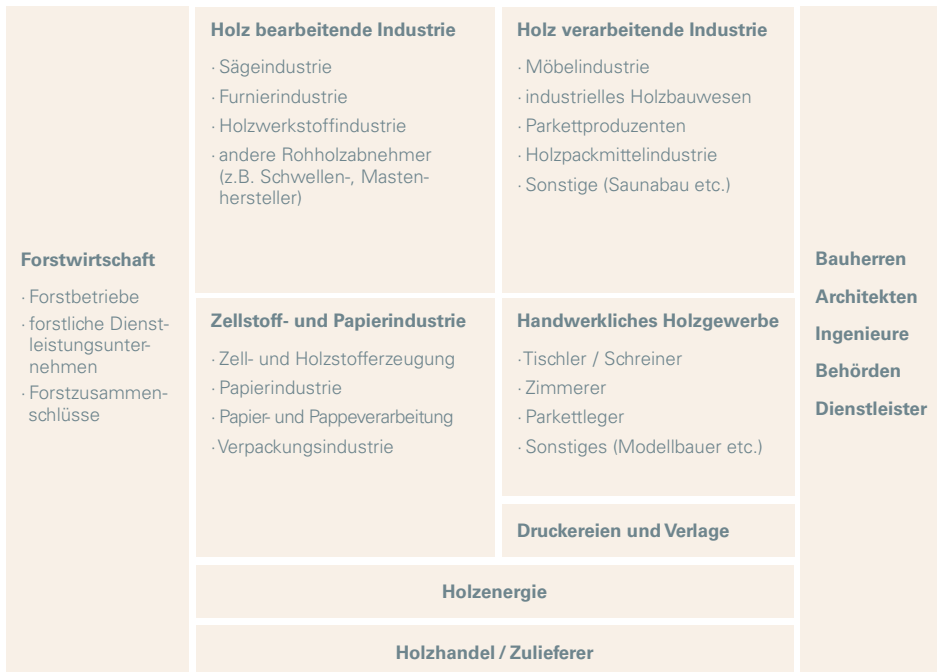 Forstwirtschaft
· Forstbetriebe
· forstliche Dienst-
leistungsunter-
nehmen
· Forstzusammen-
schlüsse
Holz bearbeitende Industrie
· Sägeindustrie
· Furnierindustrie
· Holzwerkstoffindustrie
· andere Rohholzabnehmer
(z.B. Schwellen-, Masten-
hersteller)
Holz verarbeitende Industrie
· Möbelindustrie
· industrielles Holzbauwesen
· Parkettproduzenten
· Holzpackmittelindustrie
· Sonstige (Saunabau etc.)
Zellstoff- und Papierindustrie
· Zell- und Holzstofferzeugung
· Papierindustrie
· Papier- und Pappeverarbeitung
· Verpackungsindustrie
Handwerkliches Holzgewerbe
· Tischler / Schreiner
· Zimmerer
· Parkettleger
· Sonstiges (Modellbauer etc.)
Druckereien und Verlage
Holzenergie
Holzhandel / Zulieferer
Bauherren
Architekten
Ingenieure
Behörden
Dienstleister